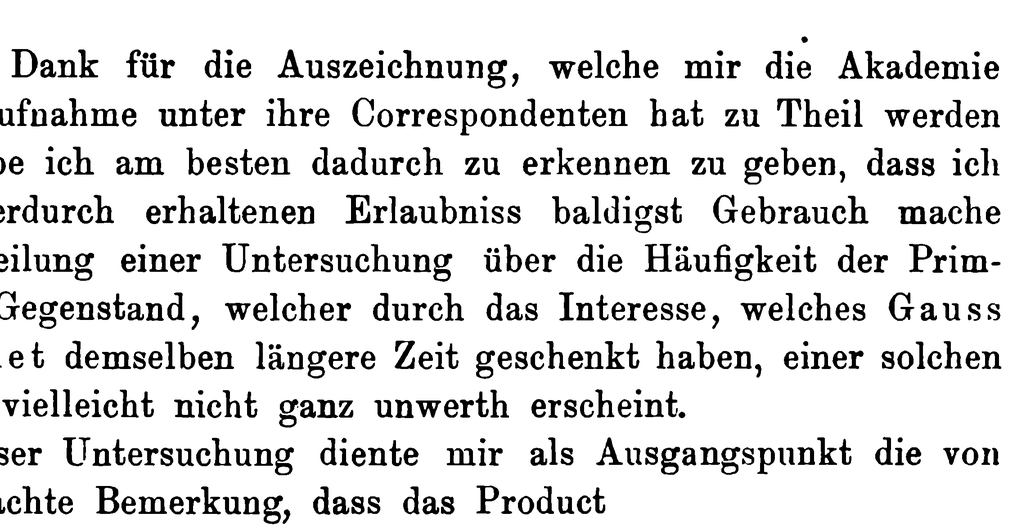 Dank für die Auszeichnung, welche mir die Akademie
ufnahme unter ihre Correspondenten hat zu Theil werden
be ich am besten dadurch zu erkennen zu geben, dass ich
erdurch erhaltenen Erlaubniss baldigst Gebrauch mache
eilung einer Untersuchung über die Häufigkeit der Prim-
Gegenstand, welcher durch das Interesse, welches Gauss
let demselben längere Zeit geschenkt haben, einer solchen
vielleicht nicht ganz unwerth erscheint.
ser Untersuchung diente mir als Ausgangspunkt die von
achte Bemerkung, dass das Product